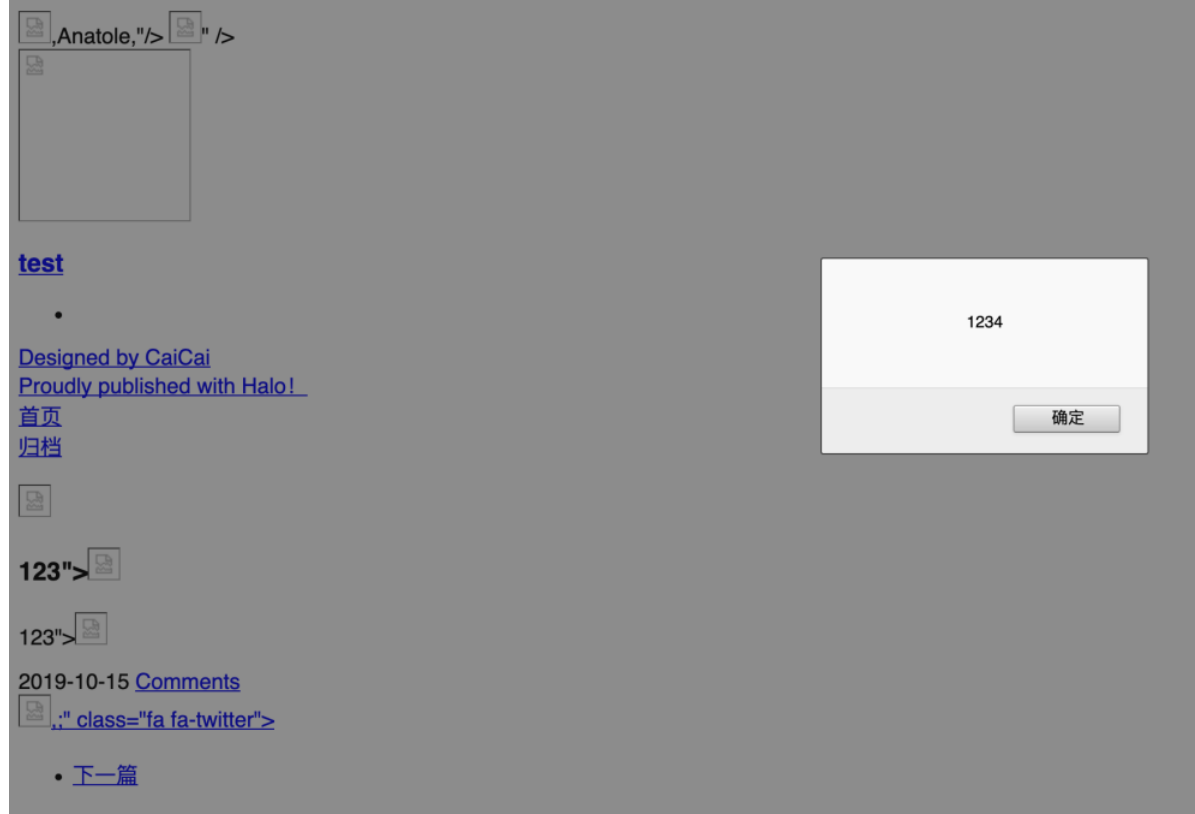 ,Anatole,"/> " />
test
Designed by CaiCai
Proudly published with Halo！
首页
归档
123">
123">
2019-10-15 Comments
,;" class="fa fa-twitter">
下一篇
1234
确定